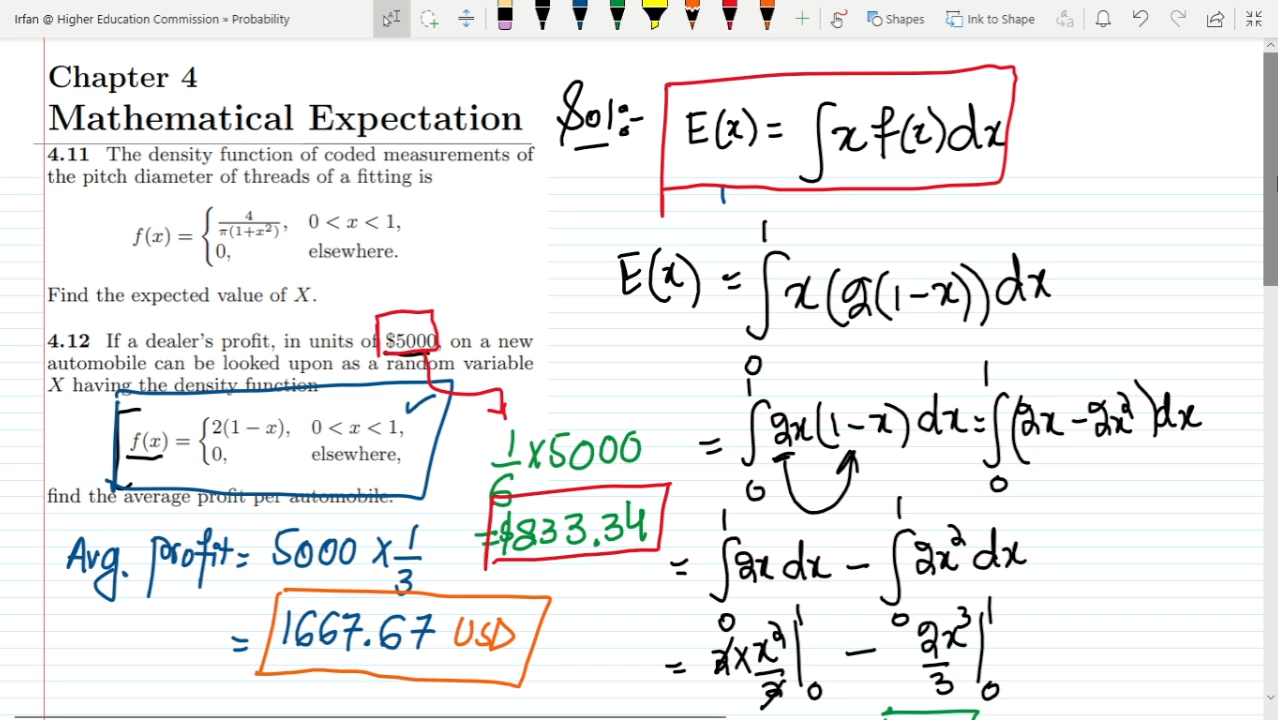 Irfan @ Higher Education Commission » Probability
Shapes
Ink to Shape
Chapter 4
Mathematical Expectation
4.11 The density function of coded measurements of
the pitch diameter of threads of a fitting is
f(x) = { 4/π(1+x²), 0 < x < 1,
0, elsewhere.
Find the expected value of X.
4.12 If a dealer's profit, in units of $5000, on a new
automobile can be looked upon as a random variable
X having the density function
f(x) = { 2(1 − x), 0 < x < 1,
0, elsewhere,
find the average profit per automobile.
Avg. profit = 5000 × 1/3
= 1667.67 USD
1/6 × 5000
= $833.34
Sol:-
E(x) = ∫ x f(x) dx
E(x) = ∫₀¹ x(2(1−x)) dx
= ∫₀¹ 2x(1−x) dx = ∫₀¹ (2x − 2x²) dx
= ∫₀¹ 2x dx − ∫₀¹ 2x² dx
= 2 × x²/2 |₀¹ − 2x³/3 |₀¹